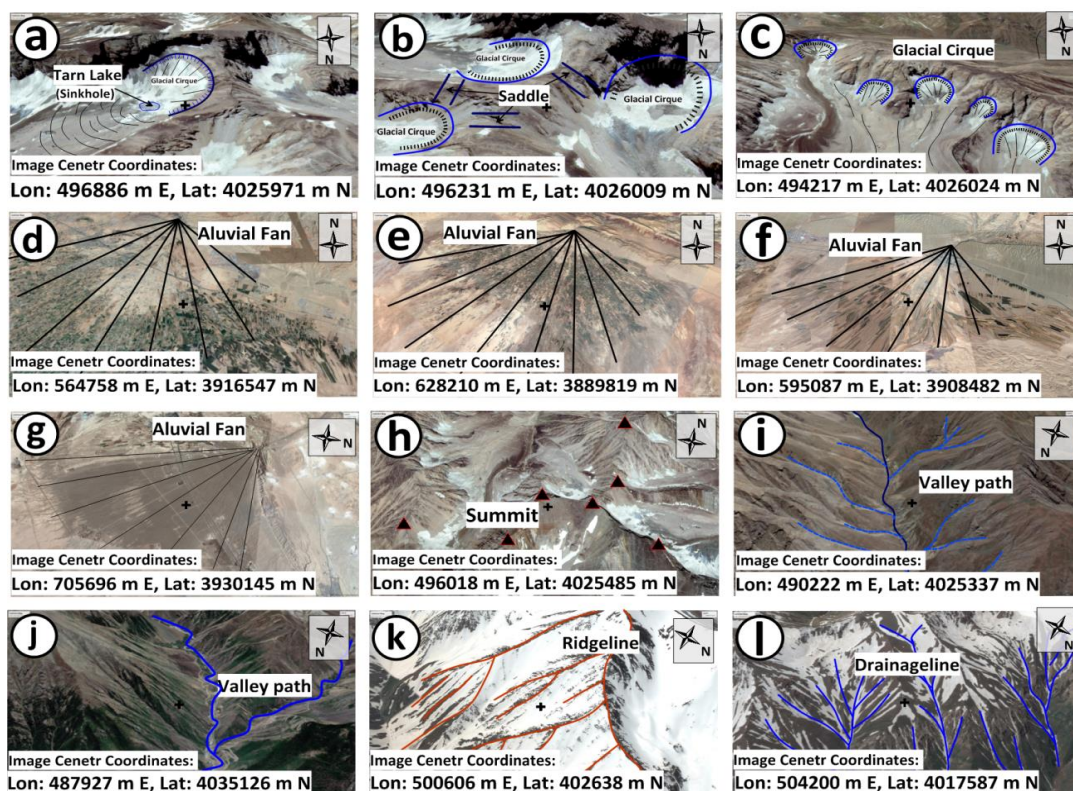 a
N
Tarn Lake
(Sinkhole)
Glacial Cirque
Image Cenetr Coordinates:
Lon: 496886 m E, Lat: 4025971 m N
b
N
Glacial Cirque
Saddle
Glacial Cirque
Glacial Cirque
Image Cenetr Coordinates:
Lon: 496231 m E, Lat: 4026009 m N
c
N
Glacial Cirque
Image Cenetr Coordinates:
Lon: 494217 m E, Lat: 4026024 m N
d
N
Aluvial Fan
Image Cenetr Coordinates:
Lon: 564758 m E, Lat: 3916547 m N
e
N
Aluvial Fan
Image Cenetr Coordinates:
Lon: 628210 m E, Lat: 3889819 m N
f
N
Aluvial Fan
Image Cenetr Coordinates:
Lon: 595087 m E, Lat: 3908482 m N
g
N
Aluvial Fan
Image Cenetr Coordinates:
Lon: 705696 m E, Lat: 3930145 m N
h
N
Summit
Image Cenetr Coordinates:
Lon: 496018 m E, Lat: 4025485 m N
i
N
Valley path
Image Cenetr Coordinates:
Lon: 490222 m E, Lat: 4025337 m N
j
N
Valley path
Image Cenetr Coordinates:
Lon: 487927 m E, Lat: 4035126 m N
k
N
Ridgeline
Image Cenetr Coordinates:
Lon: 500606 m E, Lat: 402638 m N
l
N
Drainageline
Image Cenetr Coordinates:
Lon: 504200 m E, Lat: 4017587 m N